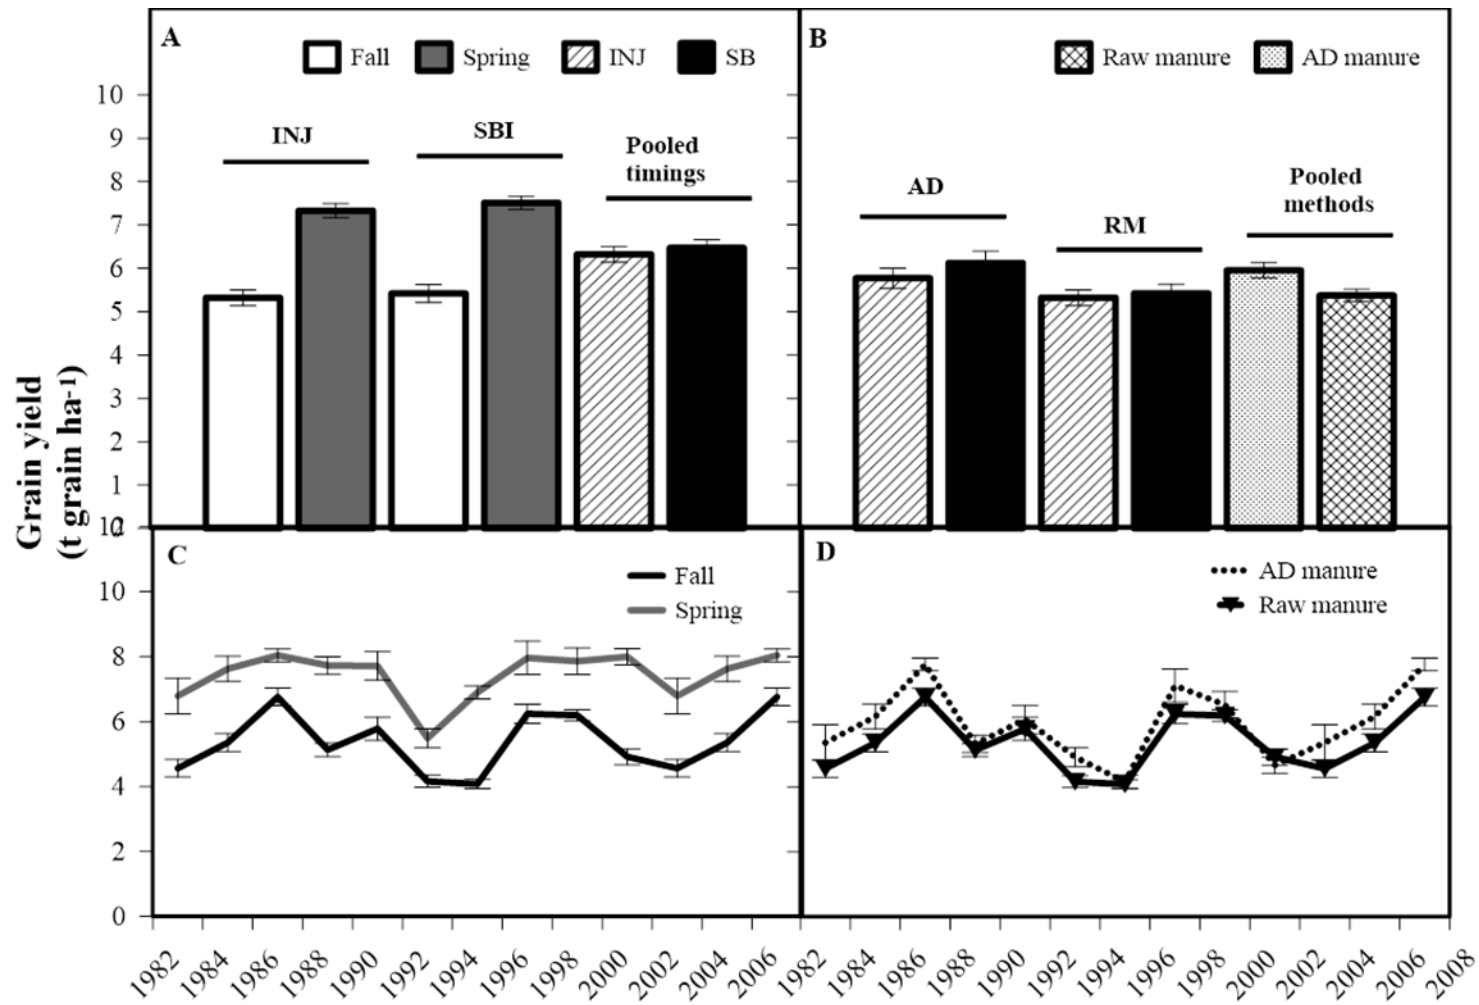 A
Fall
Spring
INJ
SB
INJ
SBI
Pooled
timings
10
9
8
7
6
5
4
3
2
1
B
Raw manure
AD manure
AD
RM
Pooled
methods
Grain yield
(t grain ha-1)
C
Fall
Spring
10
8
6
4
2
0
D
AD manure
Raw manure
1982
1984
1986
1988
1990
1992
1994
1996
1998
2000
2002
2004
2006
1982
1984
1986
1988
1990
1992
1994
1996
1998
2000
2002
2004
2006
2008